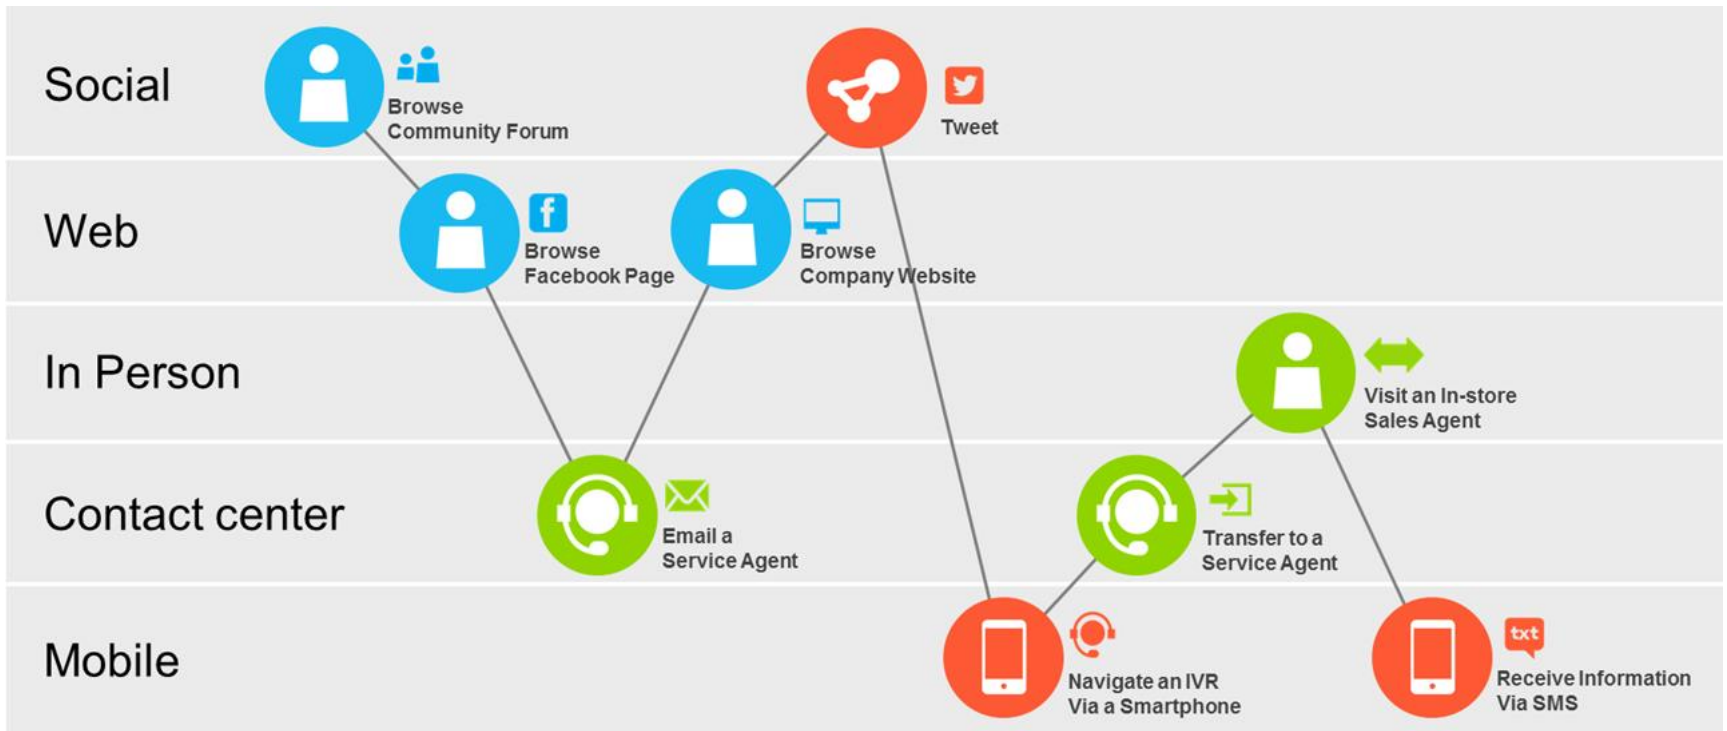 Social
Browse
Community Forum
Tweet
Web
f
Browse
Facebook Page
Browse
Company Website
In Person
Visit an In-store
Sales Agent
Contact center
Email a
Service Agent
Transfer to a
Service Agent
Mobile
Navigate an IVR
Via a Smartphone
txt
Receive Information
Via SMS